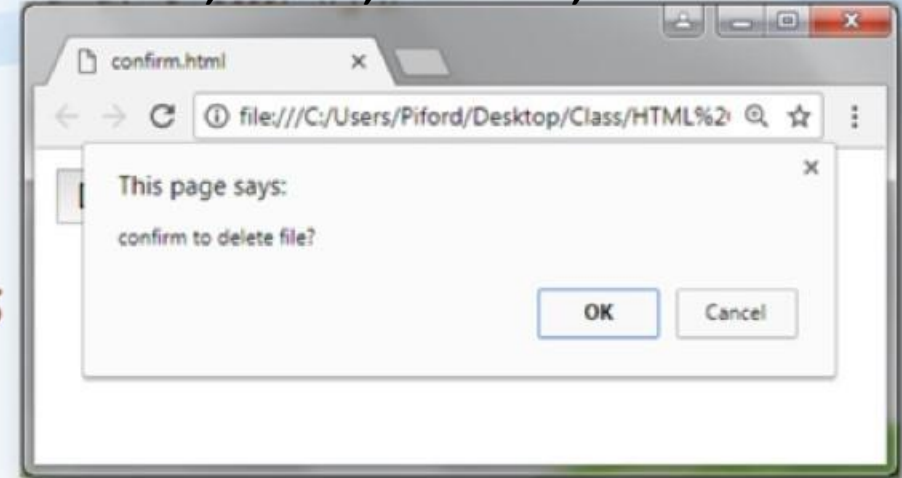 confirm.html
file:///C:/Users/Piford/Desktop/Class/HTML%2
This page says:
confirm to delete file?
OK
Cancel